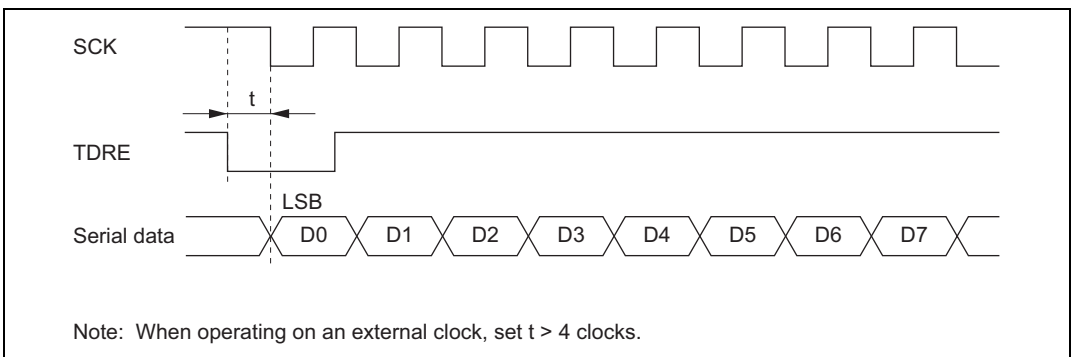 SCK
t
TDRE
LSB
Serial data D0 D1 D2 D3 D4 D5 D6 D7
Note: When operating on an external clock, set t > 4 clocks.